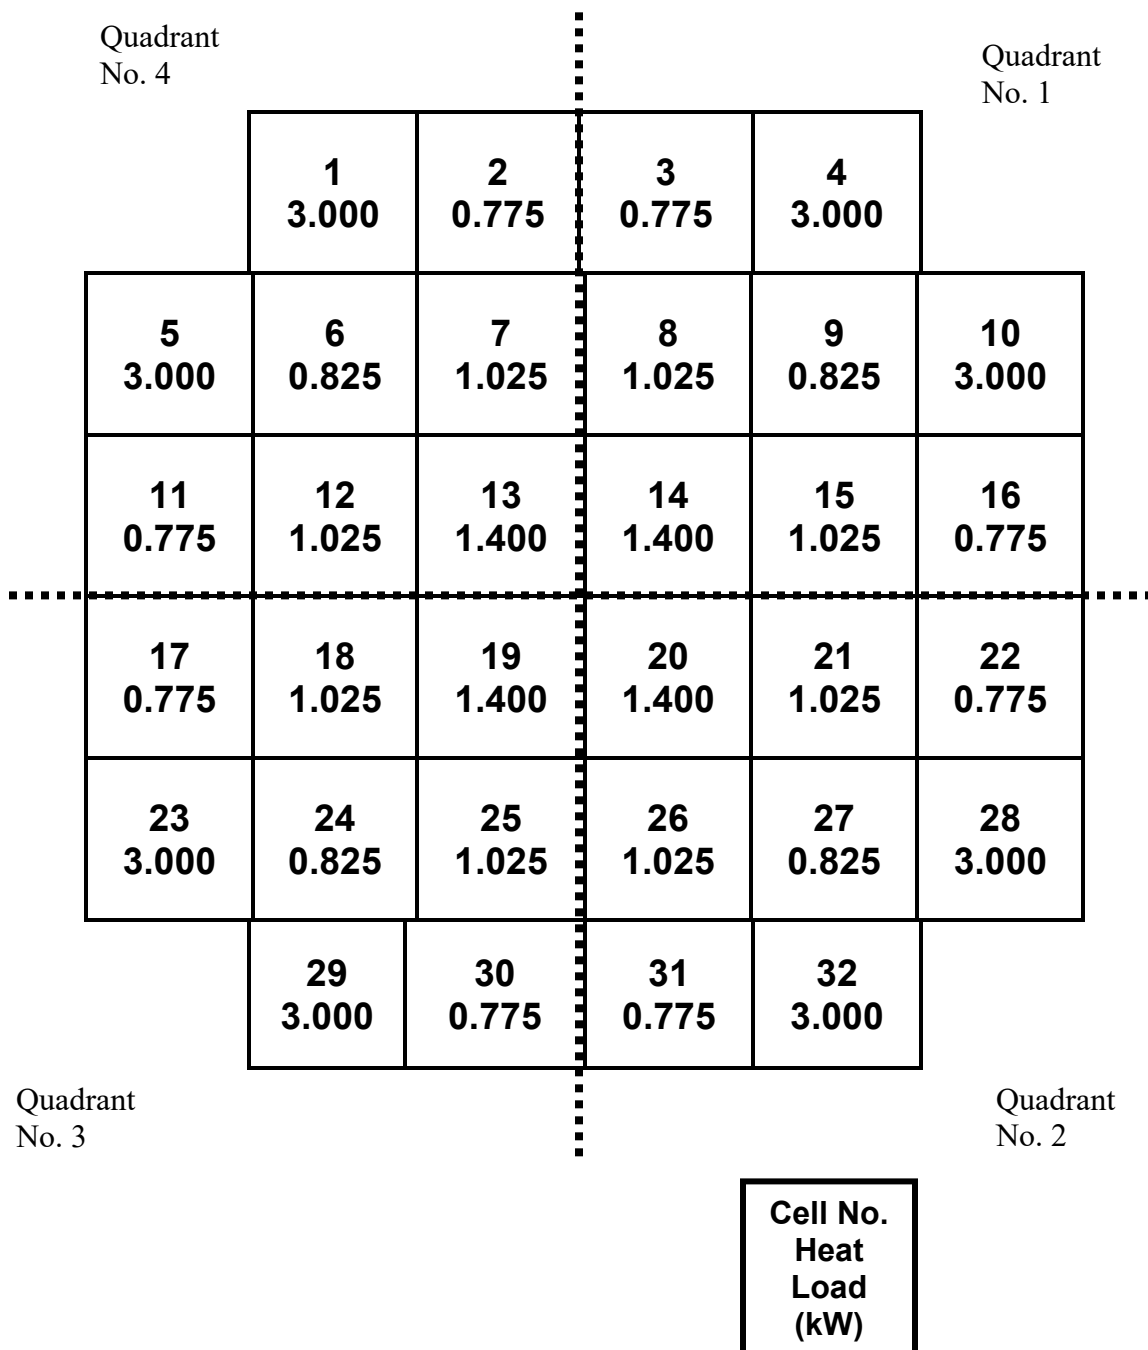 Quadrant
No. 4
Quadrant
No. 1
1 2 3 4
3.000 0.775 0.775 3.000
5 6 7 8 9 10
3.000 0.825 1.025 1.025 0.825 3.000
11 12 13 14 15 16
0.775 1.025 1.400 1.400 1.025 0.775
17 18 19 20 21 22
0.775 1.025 1.400 1.400 1.025 0.775
23 24 25 26 27 28
3.000 0.825 1.025 1.025 0.825 3.000
29 30 31 32
3.000 0.775 0.775 3.000
Quadrant
No. 3
Quadrant
No. 2
Cell No.
Heat
Load
(kW)